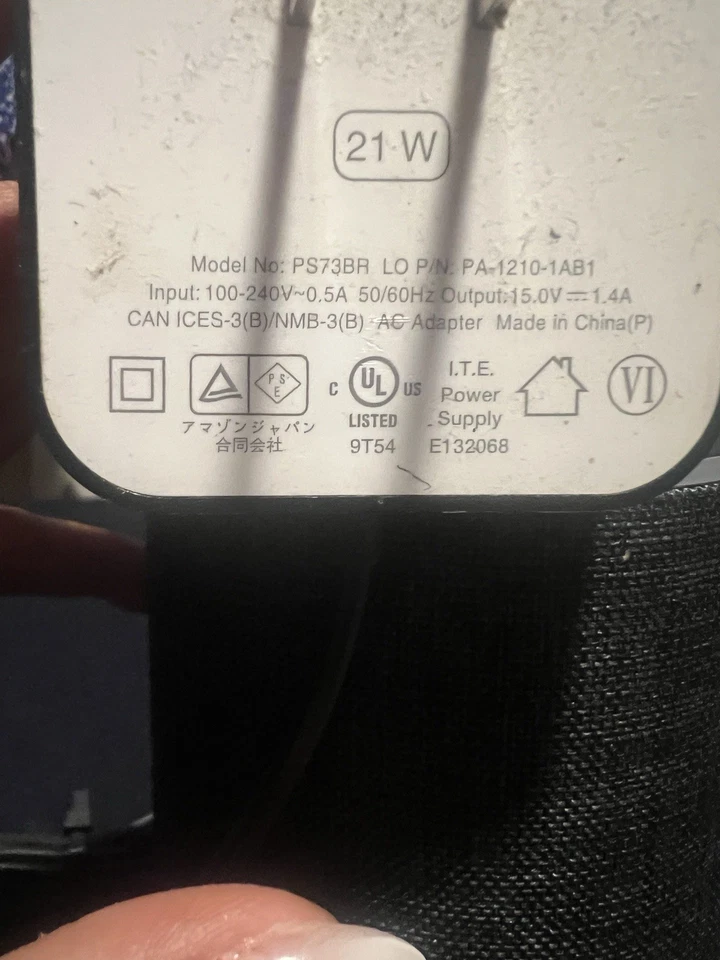 21 W
Model No: PS73BR LO P/N: PA-1210-1AB1
Input: 100-240V~0.5A 50/60Hz Output:15.0V⎓1.4A
CAN ICES-3(B)/NMB-3(B) AC Adapter Made in China(P)
PS
E
アマゾンジャパン
合同会社
C UL US
LISTED
9T54
I.T.E.
Power
Supply
E132068
VI